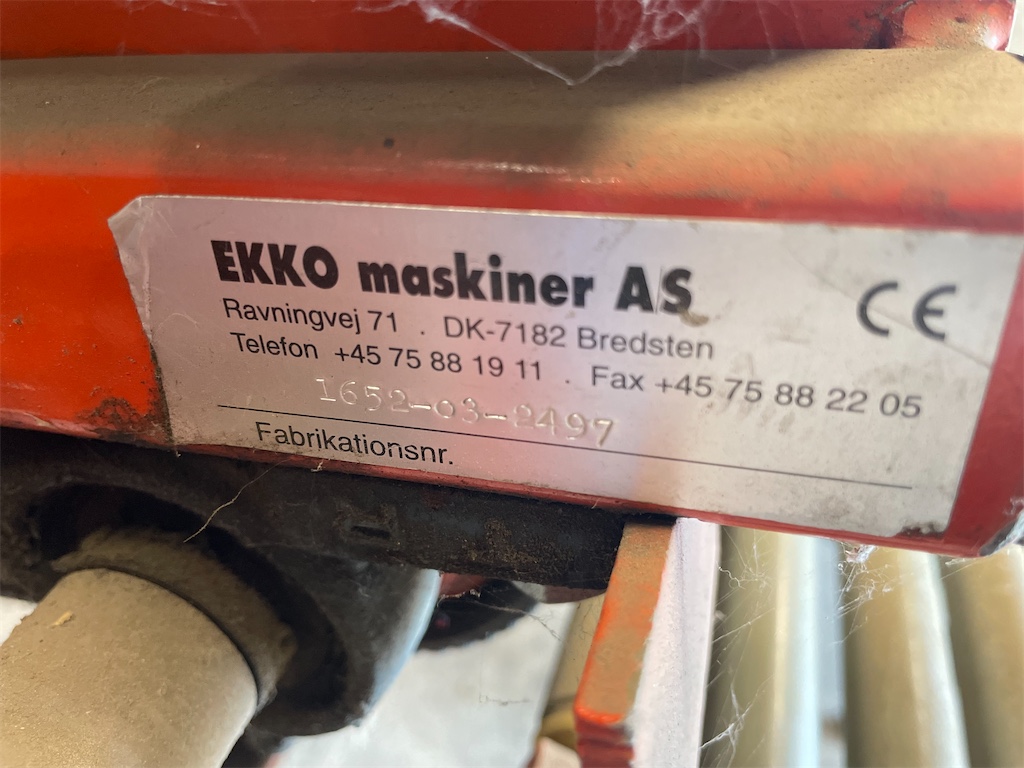 EKKO maskiner AS
CE
Ravningvej 71 . DK-7182 Bredsten
Telefon +45 75 88 19 11 . Fax +45 75 88 22 05
1652-03-2497
Fabrikationsnr.